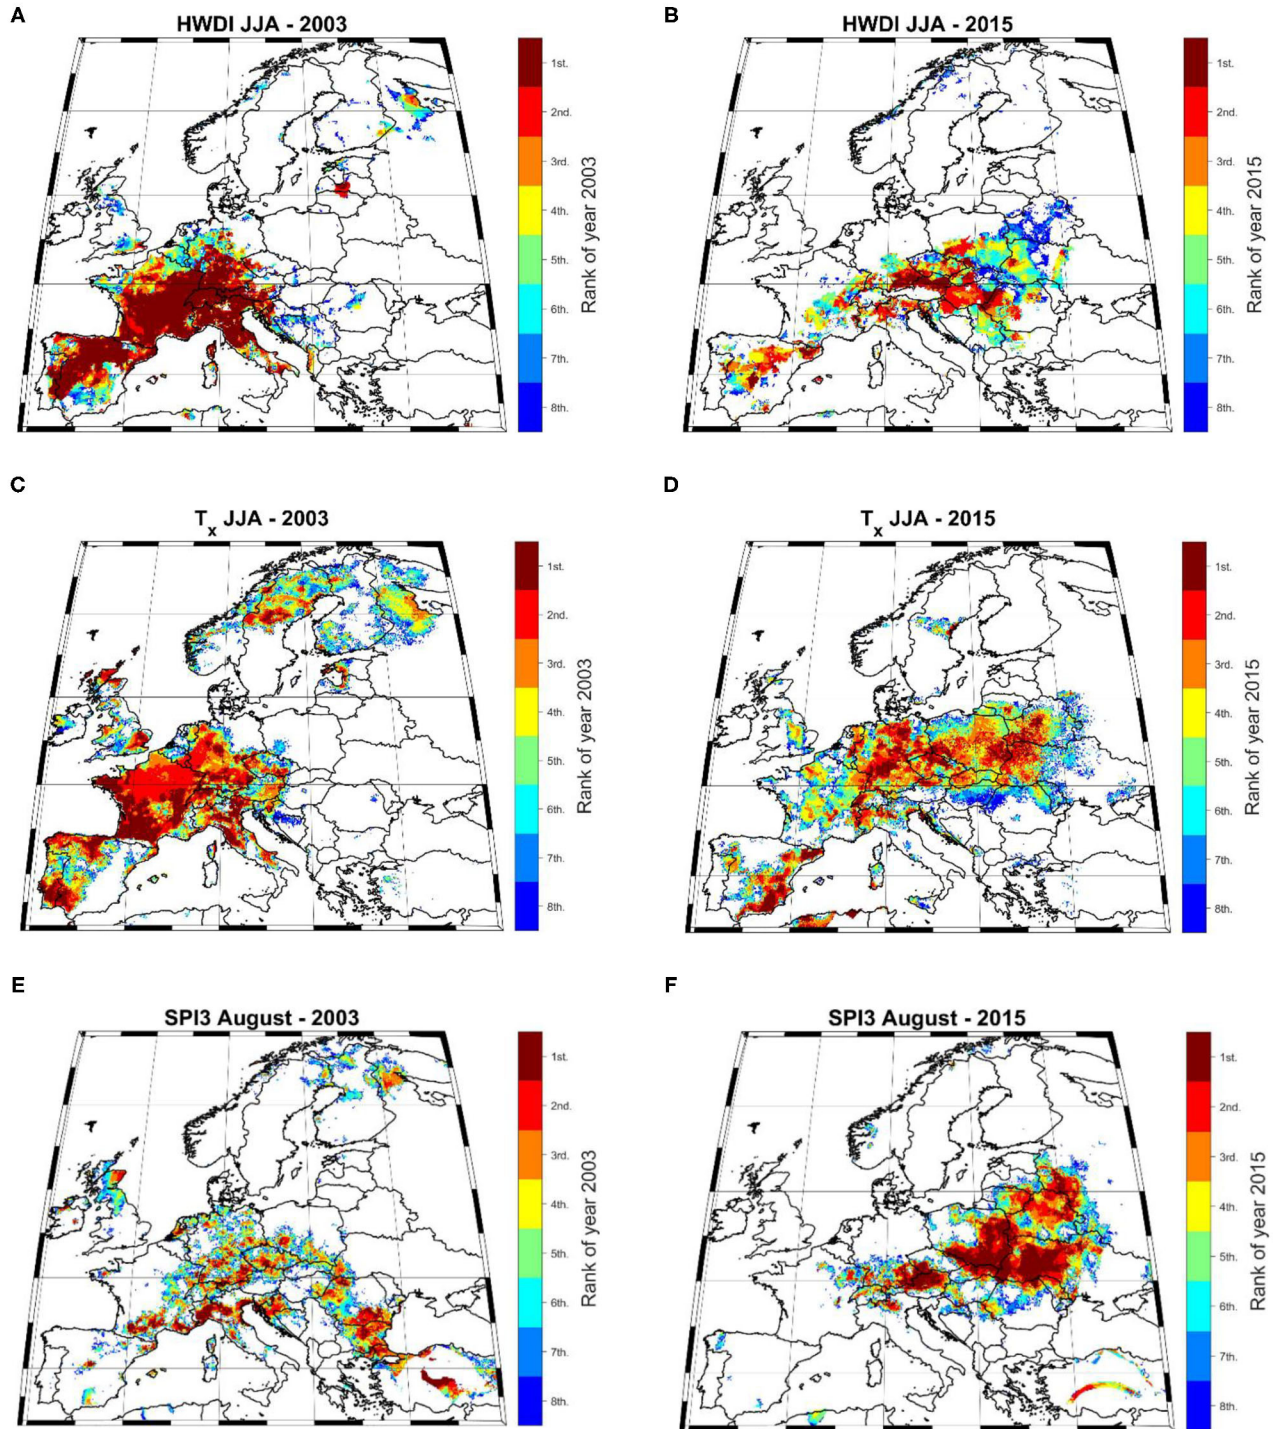 A
HWDI JJA - 2003
1st.
2nd.
3rd.
4th.
5th.
6th.
7th.
8th.
Rank of year 2003
B
HWDI JJA - 2015
1st.
2nd.
3rd.
4th.
5th.
6th.
7th.
8th.
Rank of year 2015
C
Tx JJA - 2003
1st.
2nd.
3rd.
4th.
5th.
6th.
7th.
8th.
Rank of year 2003
D
Tx JJA - 2015
1st.
2nd.
3rd.
4th.
5th.
6th.
7th.
8th.
Rank of year 2015
E
SPI3 August - 2003
1st.
2nd.
3rd.
4th.
5th.
6th.
7th.
8th.
Rank of year 2003
F
SPI3 August - 2015
1st.
2nd.
3rd.
4th.
5th.
6th.
7th.
8th.
Rank of year 2015